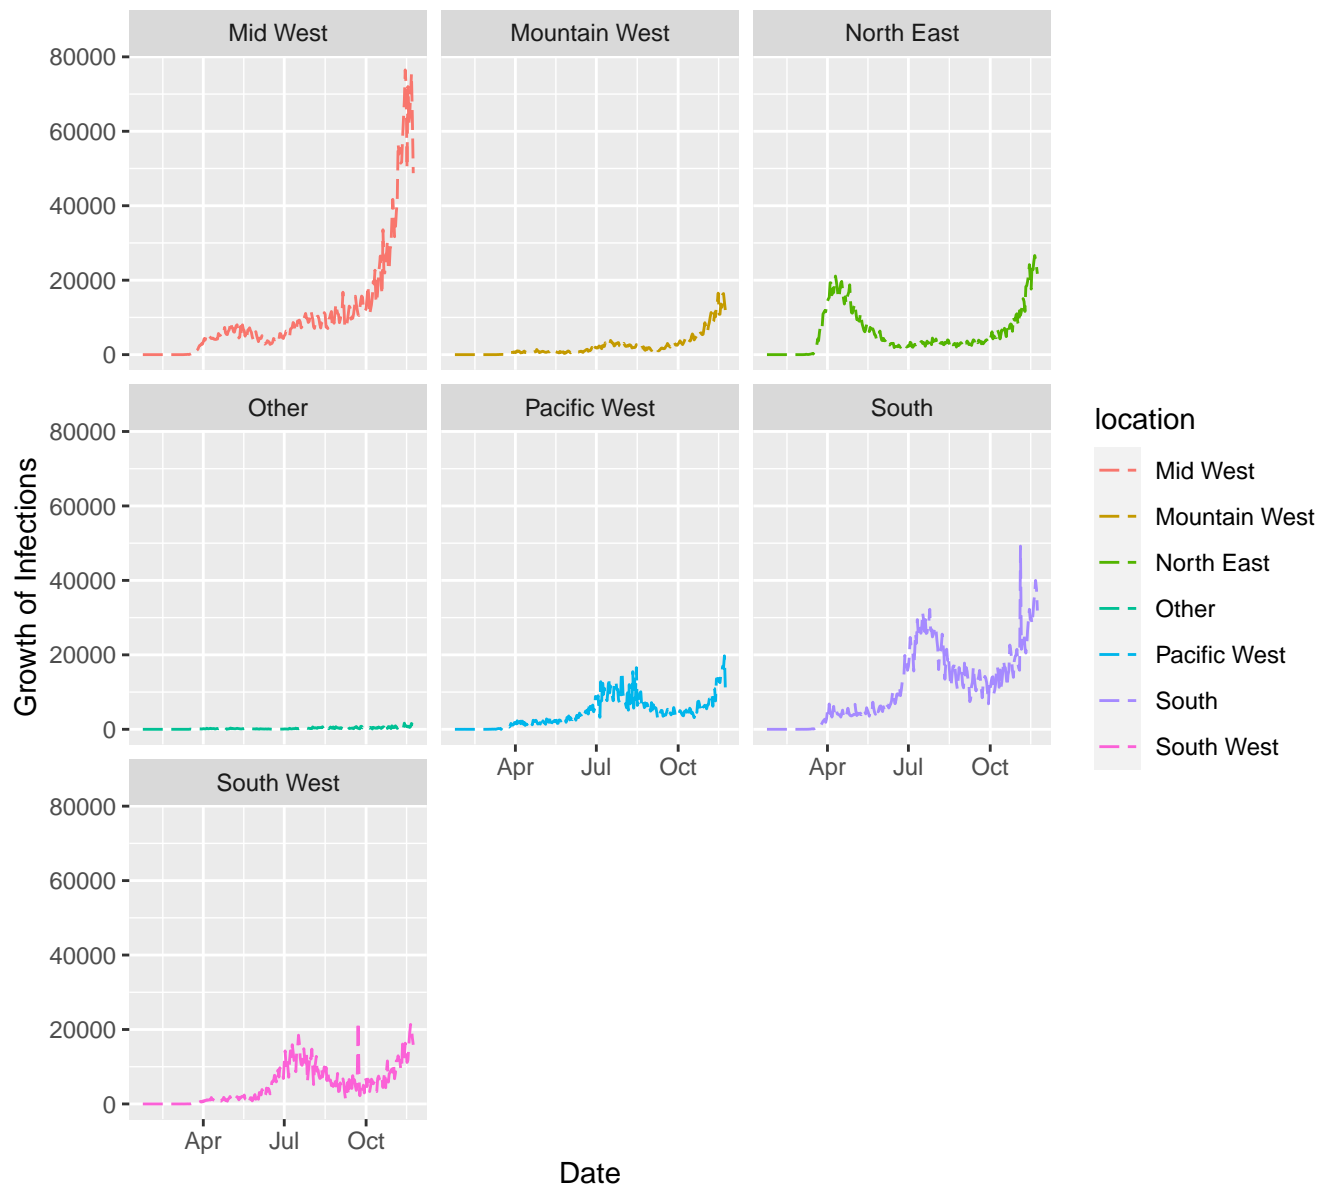 Mid West
Mountain West
North East
80000
60000
40000
20000
0
Other
Pacific West
South
80000
60000
40000
20000
0
Apr
Jul
Oct
Apr
Jul
Oct
South West
80000
60000
40000
20000
0
Apr
Jul
Oct
Growth of Infections
Date
location
Mid West
Mountain West
North East
Other
Pacific West
South
South West